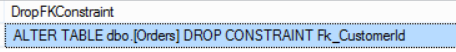 DropFKConstraint
ALTER TABLE dbo.[Orders] DROP CONSTRAINT Fk_CustomerId